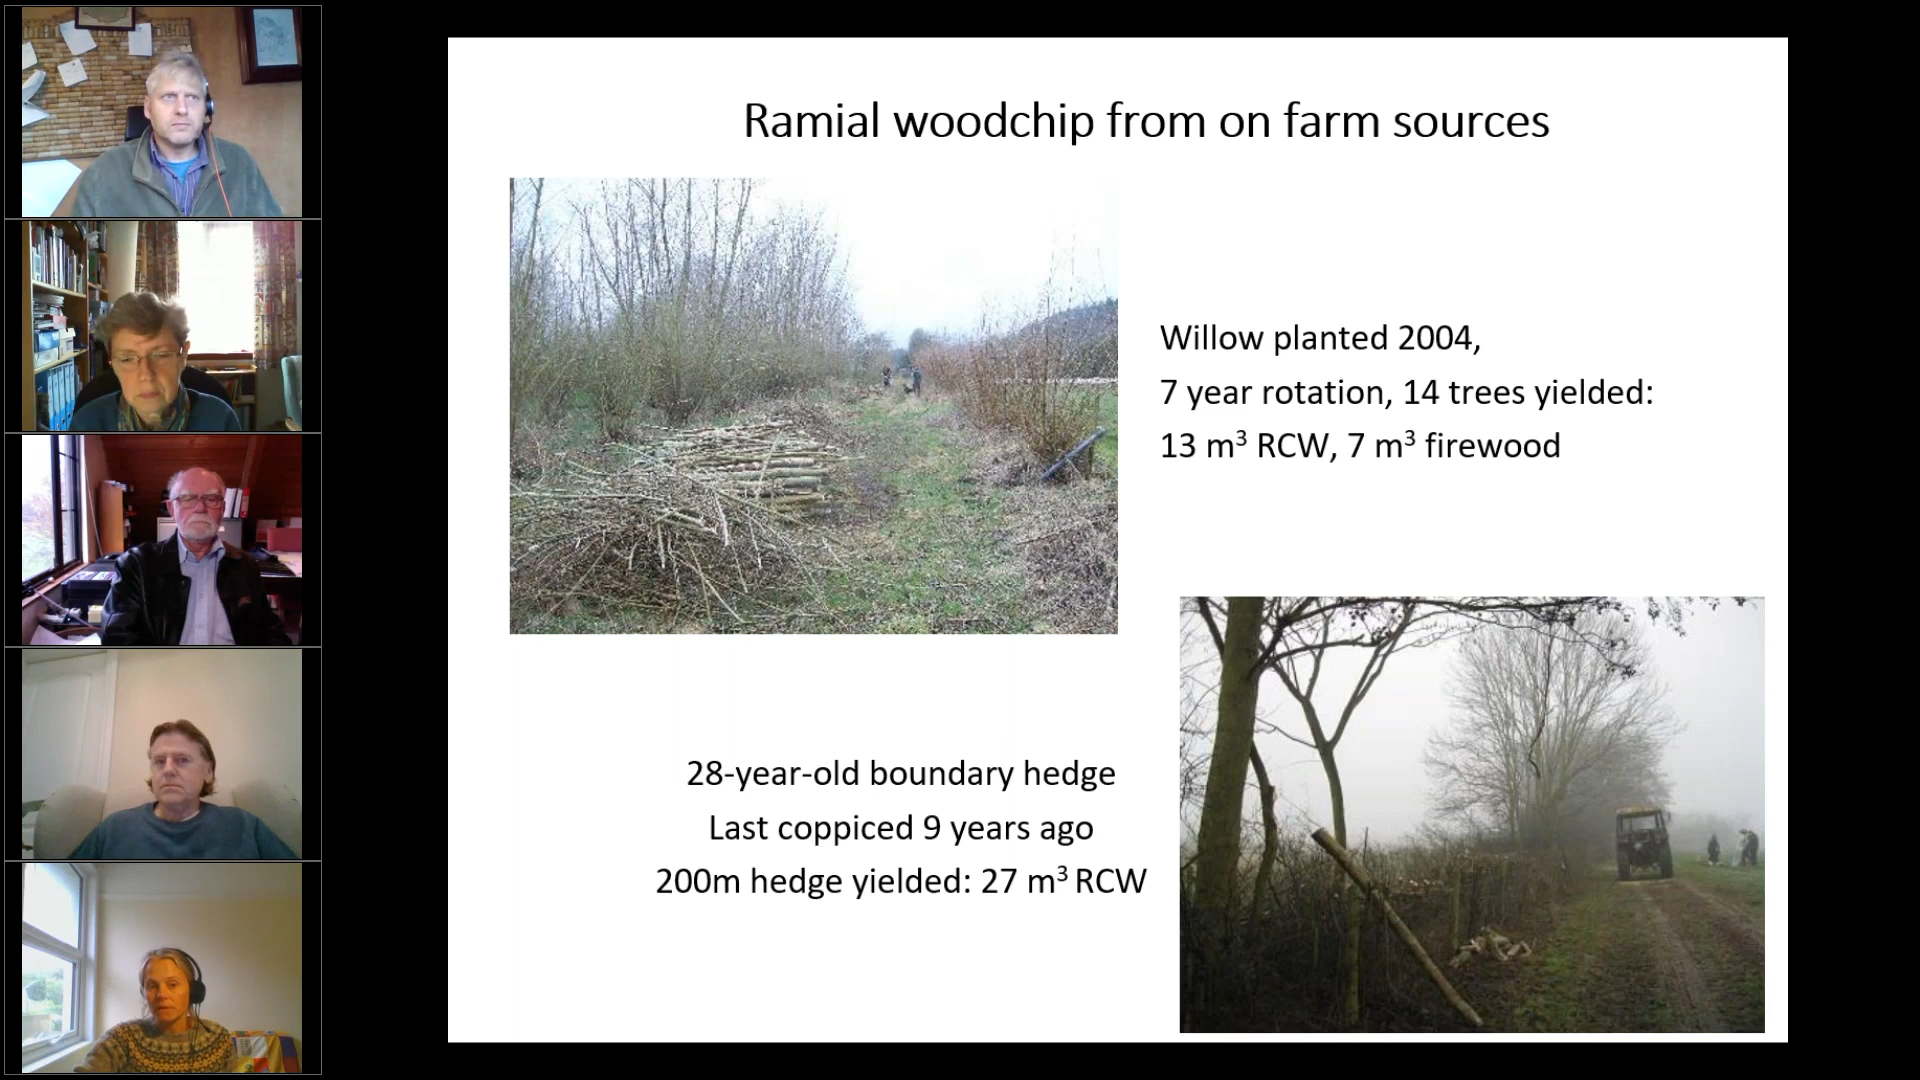 Ramial woodchip from on farm sources
Willow planted 2004,
7 year rotation, 14 trees yielded:
13 m³ RCW, 7 m³ firewood
28-year-old boundary hedge
Last coppiced 9 years ago
200m hedge yielded: 27 m³ RCW